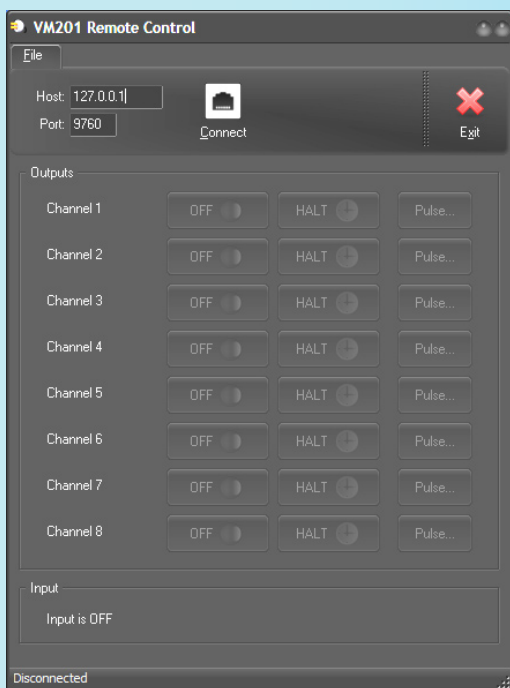 VM201 Remote Control
File
Host: 127.0.0.1
Port: 9760
Connect
Exit
Outputs
Channel 1 OFF HALT Pulse...
Channel 2 OFF HALT Pulse...
Channel 3 OFF HALT Pulse...
Channel 4 OFF HALT Pulse...
Channel 5 OFF HALT Pulse...
Channel 6 OFF HALT Pulse...
Channel 7 OFF HALT Pulse...
Channel 8 OFF HALT Pulse...
Input
Input is OFF
Disconnected